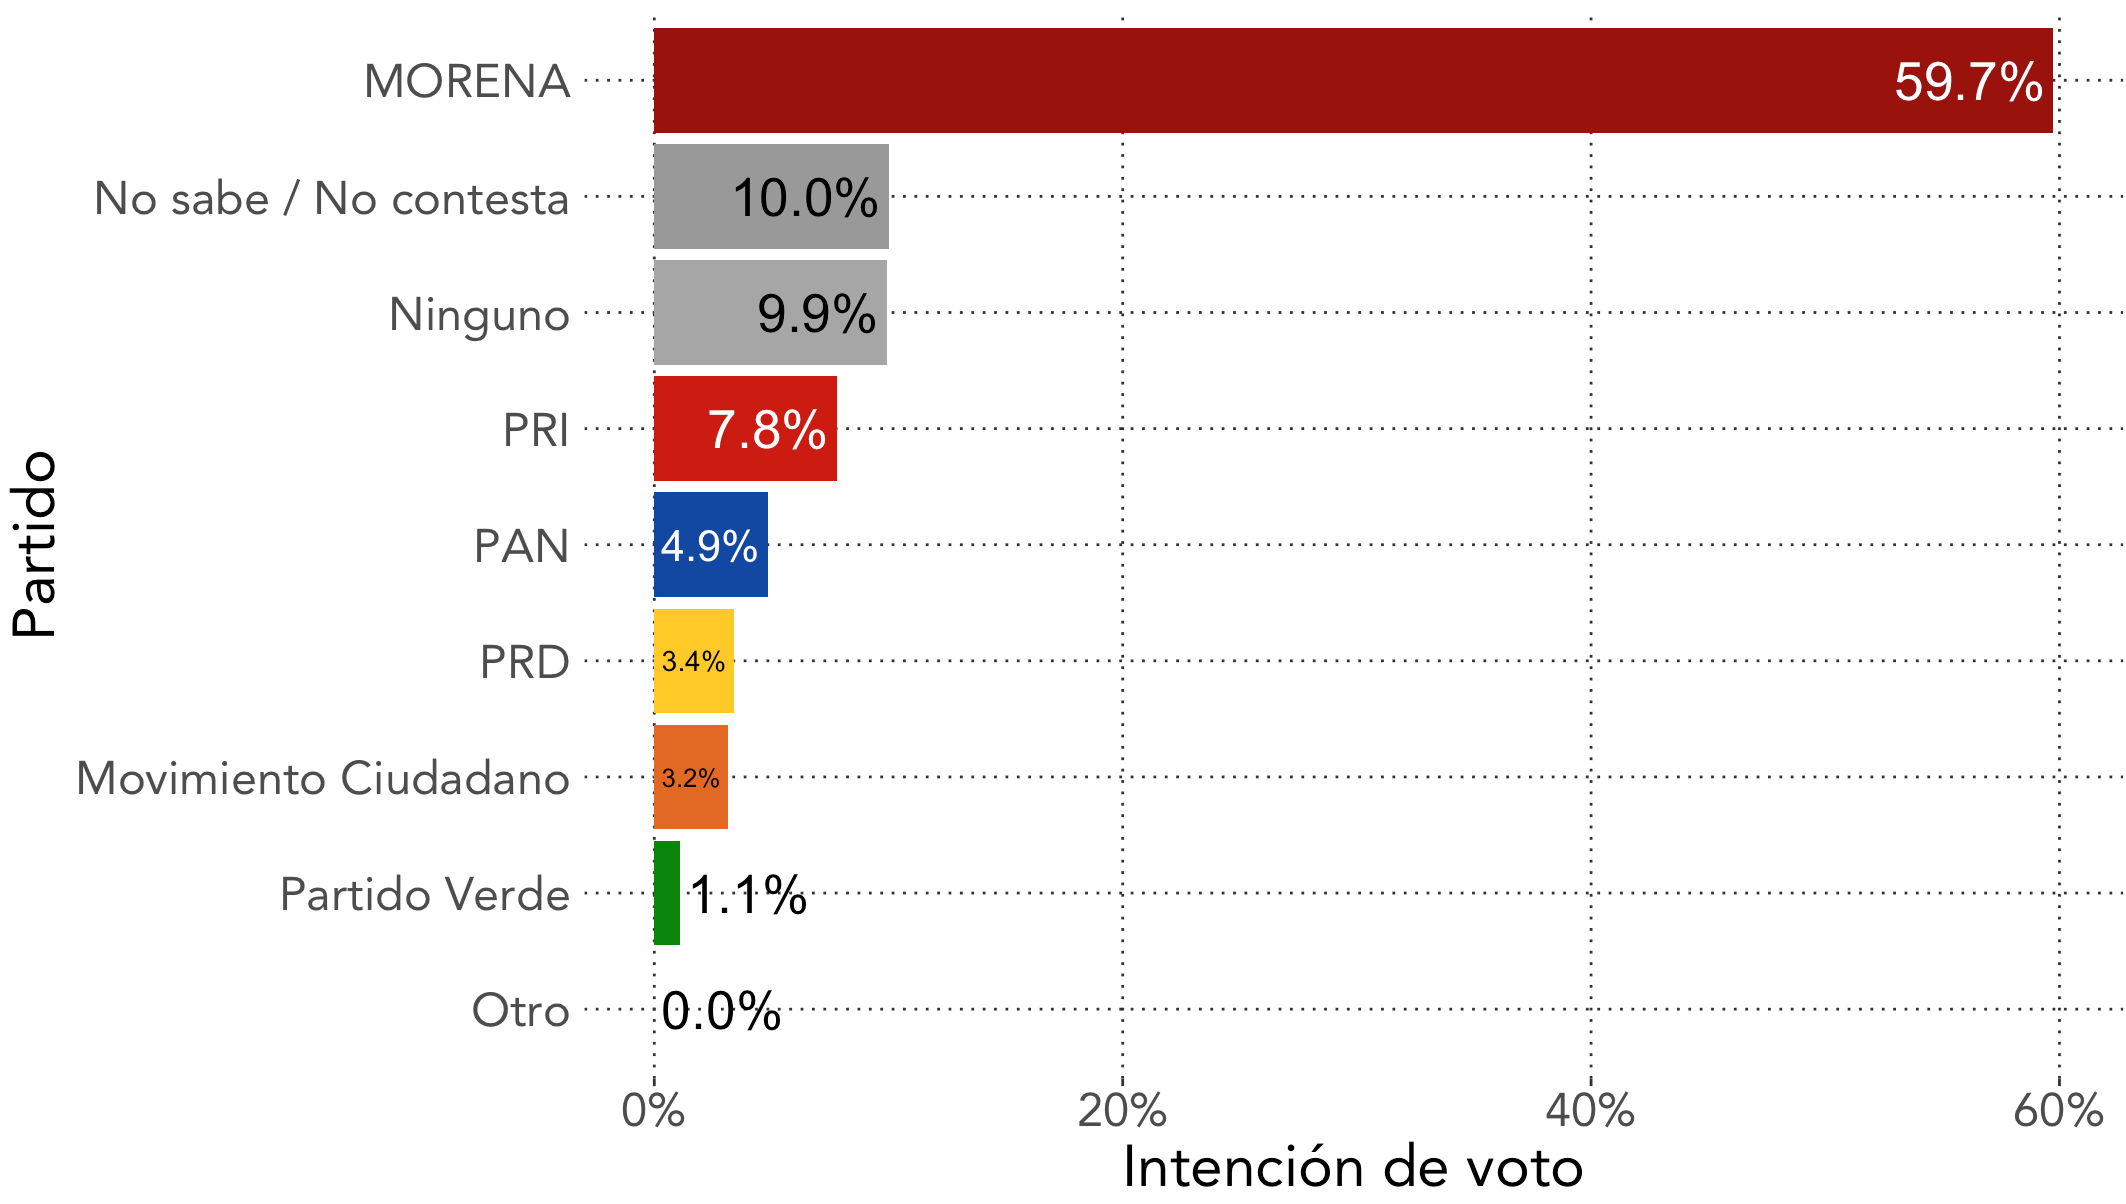 Partido
MORENA 59.7%
No sabe / No contesta 10.0%
Ninguno 9.9%
PRI 7.8%
PAN 4.9%
PRD 3.4%
Movimiento Ciudadano 3.2%
Partido Verde 1.1%
Otro 0.0%
0% 20% 40% 60%
Intención de voto